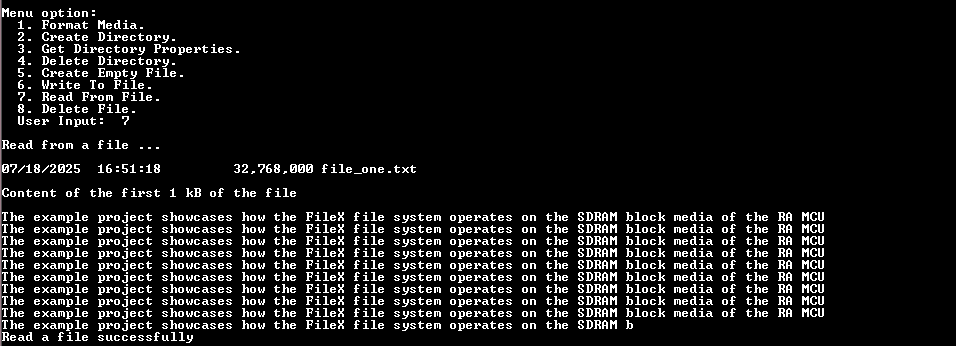 Menu option:
  1. Format Media.
  2. Create Directory.
  3. Get Directory Properties.
  4. Delete Directory.
  5. Create Empty File.
  6. Write To File.
  7. Read From File.
  8. Delete File.
  User Input:  7
Read from a file ...
07/18/2025  16:51:18         32,768,000 file_one.txt
Content of the first 1 kB of the file
The example project showcases how the FileX file system operates on the SDRAM block media of the RA MCU
The example project showcases how the FileX file system operates on the SDRAM block media of the RA MCU
The example project showcases how the FileX file system operates on the SDRAM block media of the RA MCU
The example project showcases how the FileX file system operates on the SDRAM block media of the RA MCU
The example project showcases how the FileX file system operates on the SDRAM block media of the RA MCU
The example project showcases how the FileX file system operates on the SDRAM block media of the RA MCU
The example project showcases how the FileX file system operates on the SDRAM block media of the RA MCU
The example project showcases how the FileX file system operates on the SDRAM block media of the RA MCU
The example project showcases how the FileX file system operates on the SDRAM block media of the RA MCU
The example project showcases how the FileX file system operates on the SDRAM b
Read a file successfully